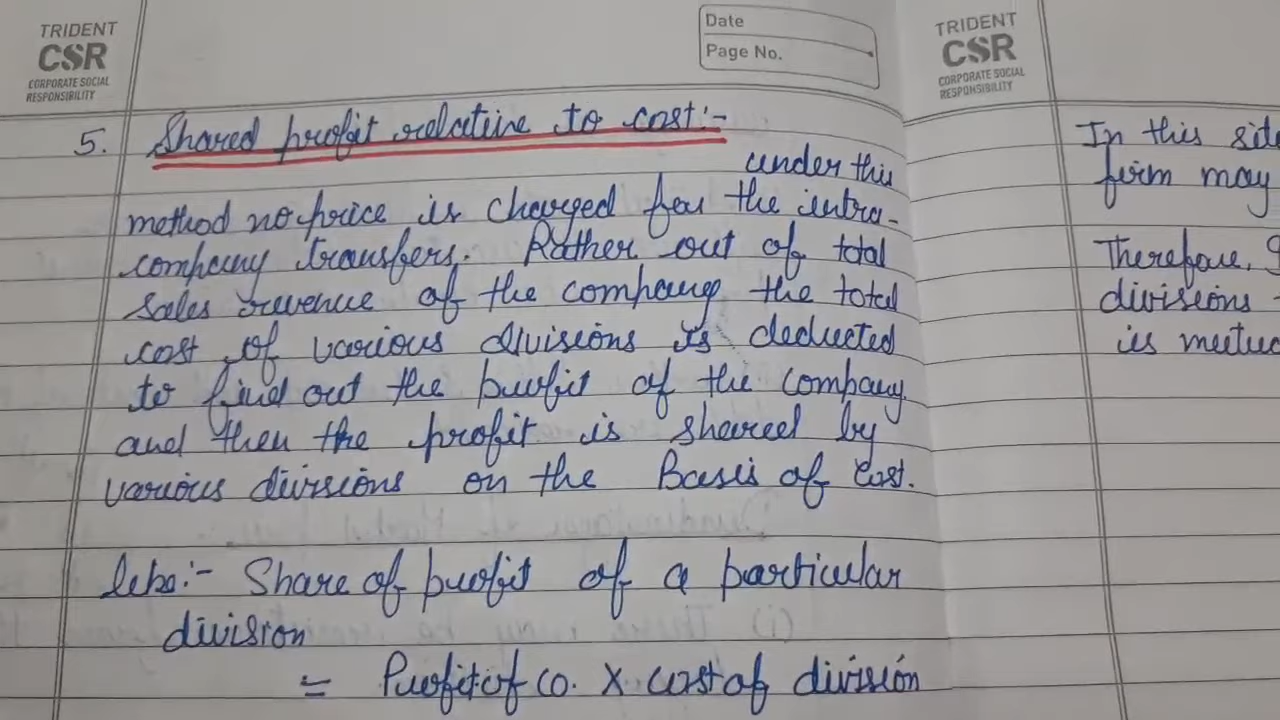 TRIDENT
CSR
CORPORATE SOCIAL
RESPONSIBILITY
Date
Page No.
TRIDENT
CSR
CORPORATE SOCIAL
RESPONSIBILITY
5. Shared profit relative to cost:-
under this
method no price is charged for the intra-
company transfers. Rather out of total
sales revenue of the company the total
cost of various divisions is deducted
to find out the profit of the company
and then the profit is shared by
various divisions on the Basis of cost.
Share of profit of a particular
division
= Profit of co. X cost of division
In this
firm may
Therefore,
divisions
is